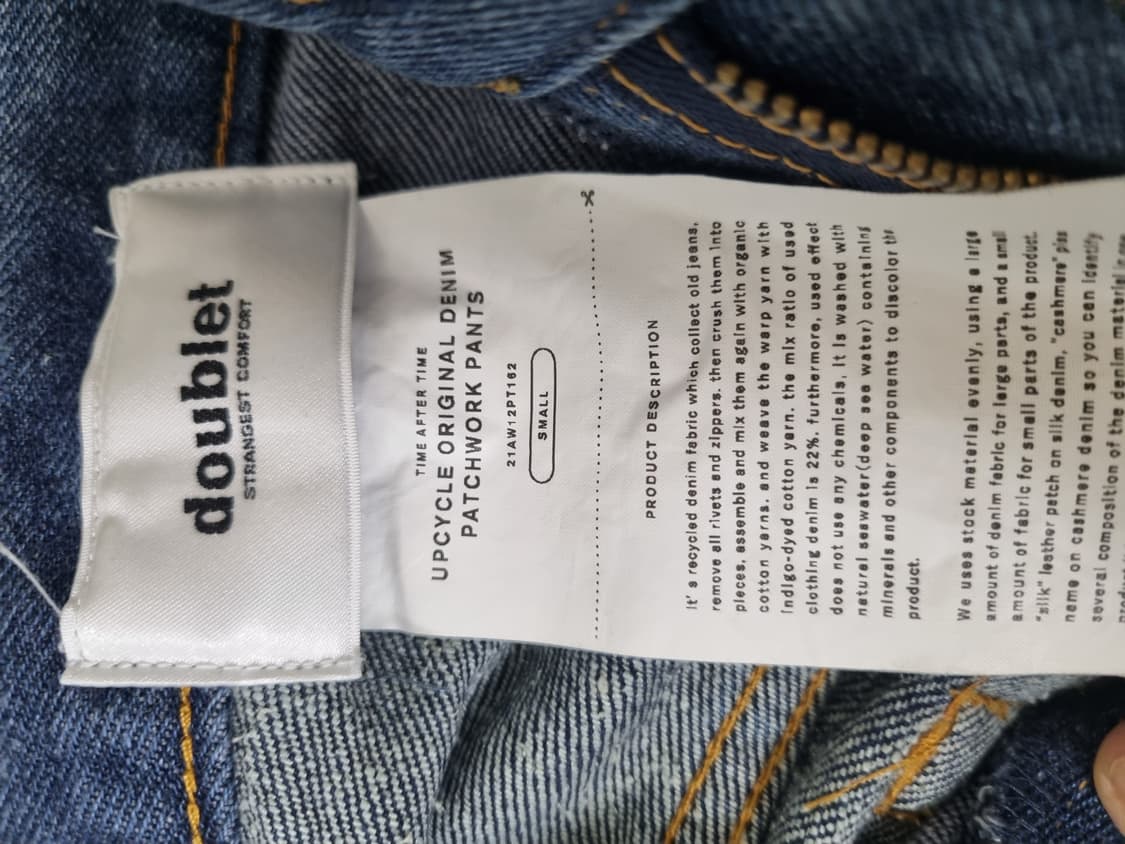 doublet
STRANGEST COMFORT
TIME AFTER TIME
UPCYCLE ORIGINAL DENIM
PATCHWORK PANTS
21AW12PT162
SMALL
PRODUCT DESCRIPTION
it' s recycled denim fabric which collect old jeans,
remove all rivets and zippers. then crush them into
pieces, assemble and mix them again with organic
cotton yarns. and weave the warp yarn with
indigo-dyed cotton yarn. the mix ratio of used
clothing denim is 22%. furthermore, used effect
does not use any chemicals, it is washed with
natural seawater(deep sea water) containing
minerals and other components to discolor the
product.
We uses stock material evenly, using a large
amount of denim fabric for large parts, and a small
amount of fabric for small parts of the product.
"silk" leather patch on silk denim, "cashmere" piss
name on cashmere denim so you can identify
several composition of the denim material